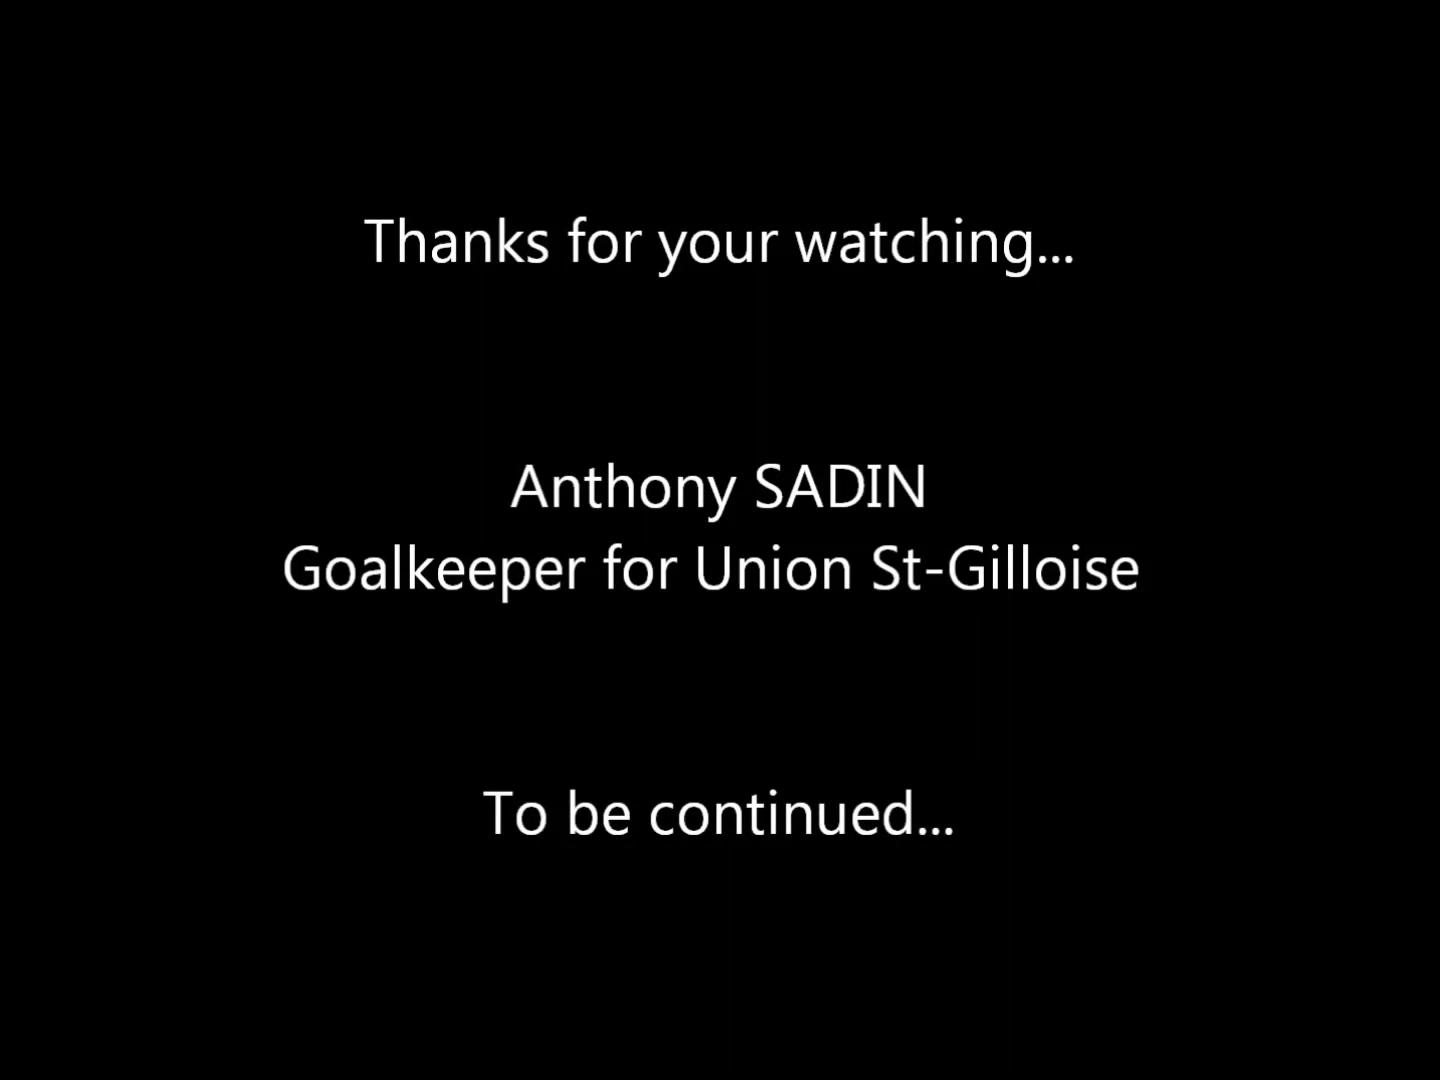 Thanks for your watching...
Anthony SADIN
Goalkeeper for Union St-Gilloise
To be continued...